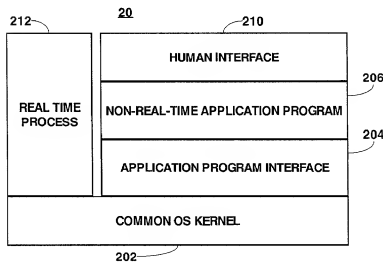 20
212
210
HUMAN INTERFACE
206
REAL TIME
PROCESS
NON-REAL-TIME APPLICATION PROGRAM
204
APPLICATION PROGRAM INTERFACE
COMMON OS KERNEL
202